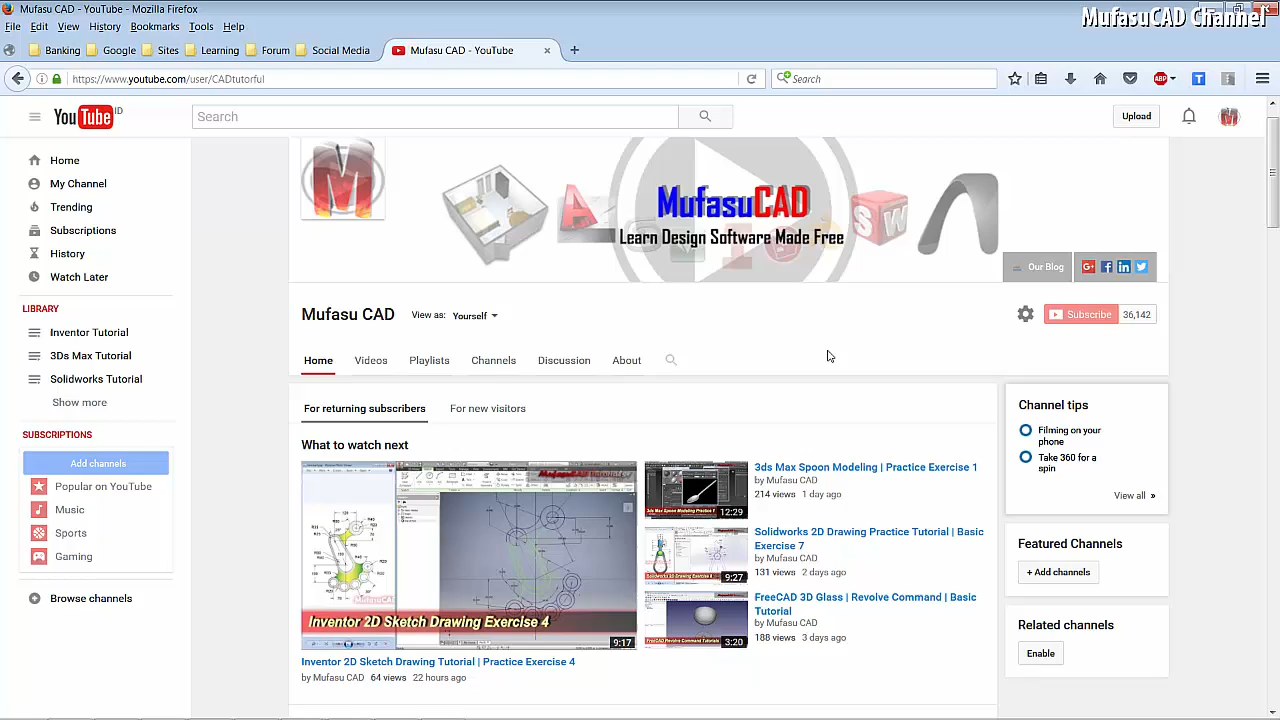 Mufasu CAD - YouTube - Mozilla Firefox
MufasuCAD Channel
File Edit View History Bookmarks Tools Help
Banking Google Sites Learning Forum Social Media
Mufasu CAD - YouTube
https://www.youtube.com/user/CADtutorful
Search
ABP
T
YouTube ID
Search
Upload
Home
My Channel
Trending
Subscriptions
History
Watch Later
LIBRARY
Inventor Tutorial
3Ds Max Tutorial
Solidworks Tutorial
Show more
SUBSCRIPTIONS
Add channels
Popular on YouTube
Music
Sports
Gaming
Browse channels
M
A
SW
MufasuCAD
Learn Design Software Made Free
Our Blog
Mufasu CAD
View as: Yourself
Subscribe 36,142
Home Videos Playlists Channels Discussion About
For returning subscribers For new visitors
What to watch next
Inventor 2D Sketch Drawing Exercise 4
9:17
Inventor 2D Sketch Drawing Tutorial | Practice Exercise 4
by Mufasu CAD 64 views 22 hours ago
12:29
3ds Max Spoon Modeling | Practice Exercise 1
by Mufasu CAD
214 views 1 day ago
9:27
Solidworks 2D Drawing Practice Tutorial | Basic
Exercise 7
by Mufasu CAD
131 views 2 days ago
3:20
FreeCAD 3D Glass | Revolve Command | Basic
Tutorial
by Mufasu CAD
188 views 3 days ago
Channel tips
Filming on your
phone
Take 360 for a
spin
View all »
Featured Channels
+ Add channels
Related channels
Enable